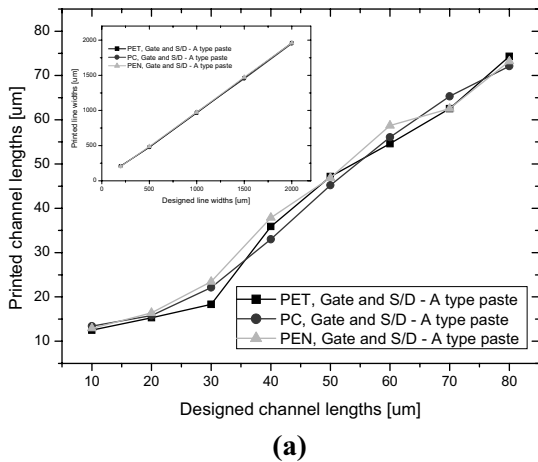 2000
1500
1000
500
0
0 500 1000 1500 2000
Printed line widths [um]
Designed line widths [um]
PET, Gate and S/D - A type paste
PC, Gate and S/D - A type paste
PEN, Gate and S/D - A type paste
80
70
60
50
40
30
20
10
Printed channel lengths [um]
PET, Gate and S/D - A type paste
PC, Gate and S/D - A type paste
PEN, Gate and S/D - A type paste
10 20 30 40 50 60 70 80
Designed channel lengths [um]
(a)